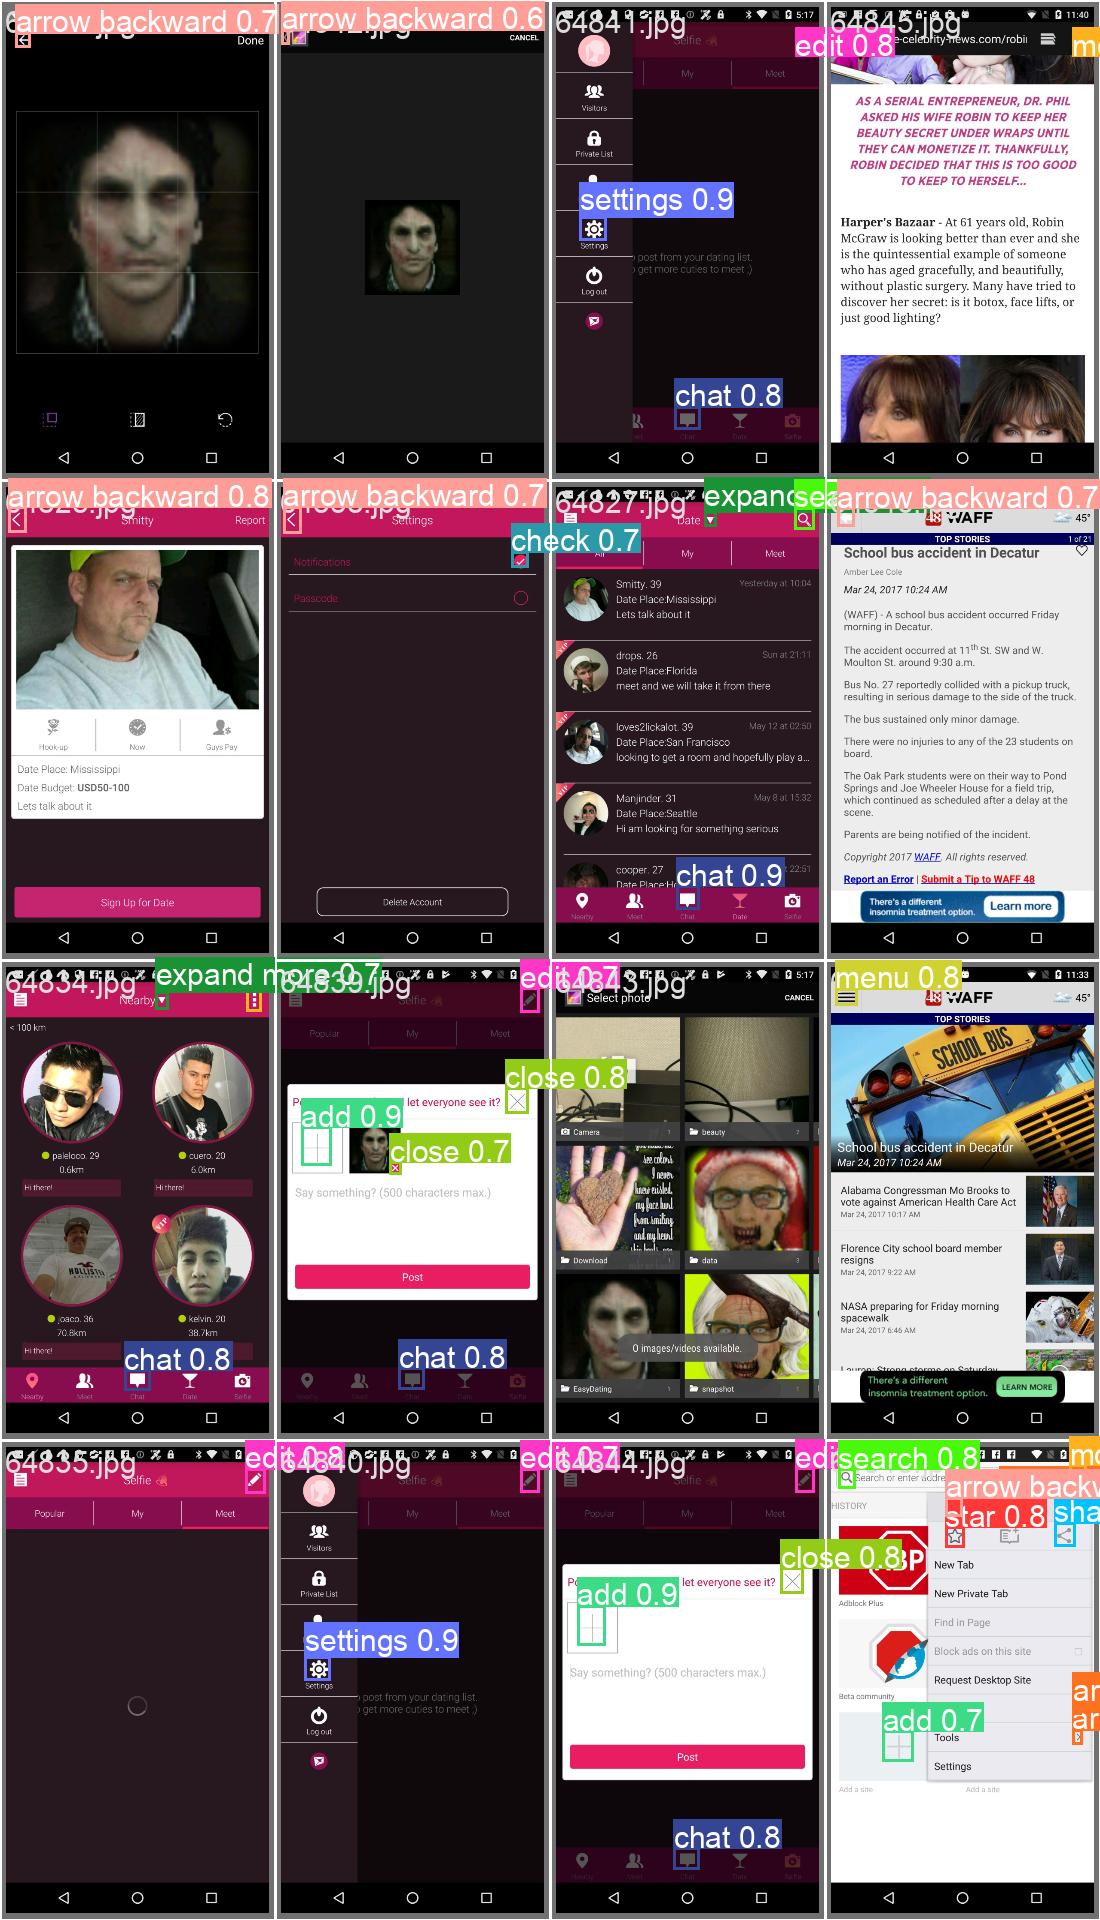 arrow backward 0.7
Done
arrow backward 0.6
CANCEL
64841.jpg
5:17
Selfie
My
Meet
Visitors
Private List
settings 0.9
Settings
post from your dating list.
o get more cuties to meet ;)
Log out
chat 0.8
Chat
Date
Selfie
edit 0.8
11:40
e-celebrity-news.com/robi
AS A SERIAL ENTREPRENEUR, DR. PHIL
ASKED HIS WIFE ROBIN TO KEEP HER
BEAUTY SECRET UNDER WRAPS UNTIL
THEY CAN MONETIZE IT. THANKFULLY,
ROBIN DECIDED THAT THIS IS TOO GOOD
TO KEEP TO HERSELF...
Harper's Bazaar - At 61 years old, Robin
McGraw is looking better than ever and she
is the quintessential example of someone
who has aged gracefully, and beautifully,
without plastic surgery. Many have tried to
discover her secret: is it botox, face lifts, or
just good lighting?
arrow backward 0.8
Smitty
Report
Hook-up
Now
Guys Pay
Date Place: Mississippi
Date Budget: USD50-100
Lets talk about it
Sign Up for Date
arrow backward 0.7
Settings
check 0.7
Notifications
Passcode
Delete Account
64827.jpg
Date
All
My
Meet
Smitty. 39
Yesterday at 10:04
Date Place:Mississippi
Lets talk about it
VIP
drops. 26
Sun at 21:11
Date Place:Florida
meet and we will take it from there
VIP
loves2lickalot. 39
May 12 at 02:50
Date Place:San Francisco
looking to get a room and hopefully play a...
VIP
Manjinder. 31
May 8 at 15:32
Date Place:Seattle
Hi am looking for somethjng serious
cooper. 27
22:51
chat 0.9
Nearby
Meet
Chat
Date
Selfie
arrow backward 0.7
48 WAFF
45°
TOP STORIES
1 of 21
School bus accident in Decatur
Amber Lee Cole
Mar 24, 2017 10:24 AM
(WAFF) - A school bus accident occurred Friday
morning in Decatur.
The accident occurred at 11th St. SW and W.
Moulton St. around 9:30 a.m.
Bus No. 27 reportedly collided with a pickup truck,
resulting in serious damage to the side of the truck.
The bus sustained only minor damage.
There were no injuries to any of the 23 students on
board.
The Oak Park students were on their way to Pond
Springs and Joe Wheeler House for a field trip,
which continued as scheduled after a delay at the
scene.
Parents are being notified of the incident.
Copyright 2017 WAFF. All rights reserved.
Report an Error | Submit a Tip to WAFF 48
There's a different
insomnia treatment option.
Learn more
64834.jpg
expand more 0.7
Nearby
< 100 km
paleloco. 29
0.6km
Hi there!
cuero. 20
6.0km
Hi there!
HOLLISTER
joaco. 36
70.8km
Hi there!
VIP
kelvin. 20
38.7km
chat 0.8
Nearby
Meet
Chat
Date
Selfie
64839.jpg
Selfie
Popular
My
Meet
close 0.8
let everyone see it?
add 0.9
close 0.7
Say something? (500 characters max.)
Post
chat 0.8
edit 0.7
5:17
Select photo
CANCEL
Camera
1
beauty
Download
1
data
3
0 images/videos available.
EasyDating
1
snapshot
1
menu 0.8
11:33
48 WAFF
45°
TOP STORIES
SCHOOL BUS
School bus accident in Decatur
Mar 24, 2017 10:24 AM
Alabama Congressman Mo Brooks to
vote against American Health Care Act
Mar 24, 2017 10:17 AM
Florence City school board member
resigns
Mar 24, 2017 9:22 AM
NASA preparing for Friday morning
spacewalk
Mar 24, 2017 6:46 AM
There's a different
insomnia treatment option.
LEARN MORE
64835.jpg
edit 0.8
Selfie
Popular
My
Meet
64840.jpg
edit 0.7
Selfie
Meet
Visitors
Private List
settings 0.9
Settings
post from your dating list.
o get more cuties to meet ;)
Log out
64844.jpg
Selfie
Popular
My
Meet
close 0.8
let everyone see it?
add 0.9
Say something? (500 characters max.)
Post
chat 0.8
Nearby
Meet
Chat
Date
Selfie
search 0.8
Search or enter addre
HISTORY
star 0.8
ABP
Adblock Plus
Beta community
add 0.7
Add a site
Add a site
New Tab
New Private Tab
Find in Page
Block ads on this site
Request Desktop Site
Tools
Settings